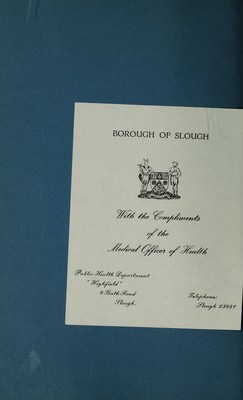 BOROUGH OF SLOUGH
With the Compliments
of the
Medical Officer of Health
Public Health Department
"Highfield"
Bath Road
Slough.
Telephone:
Slough